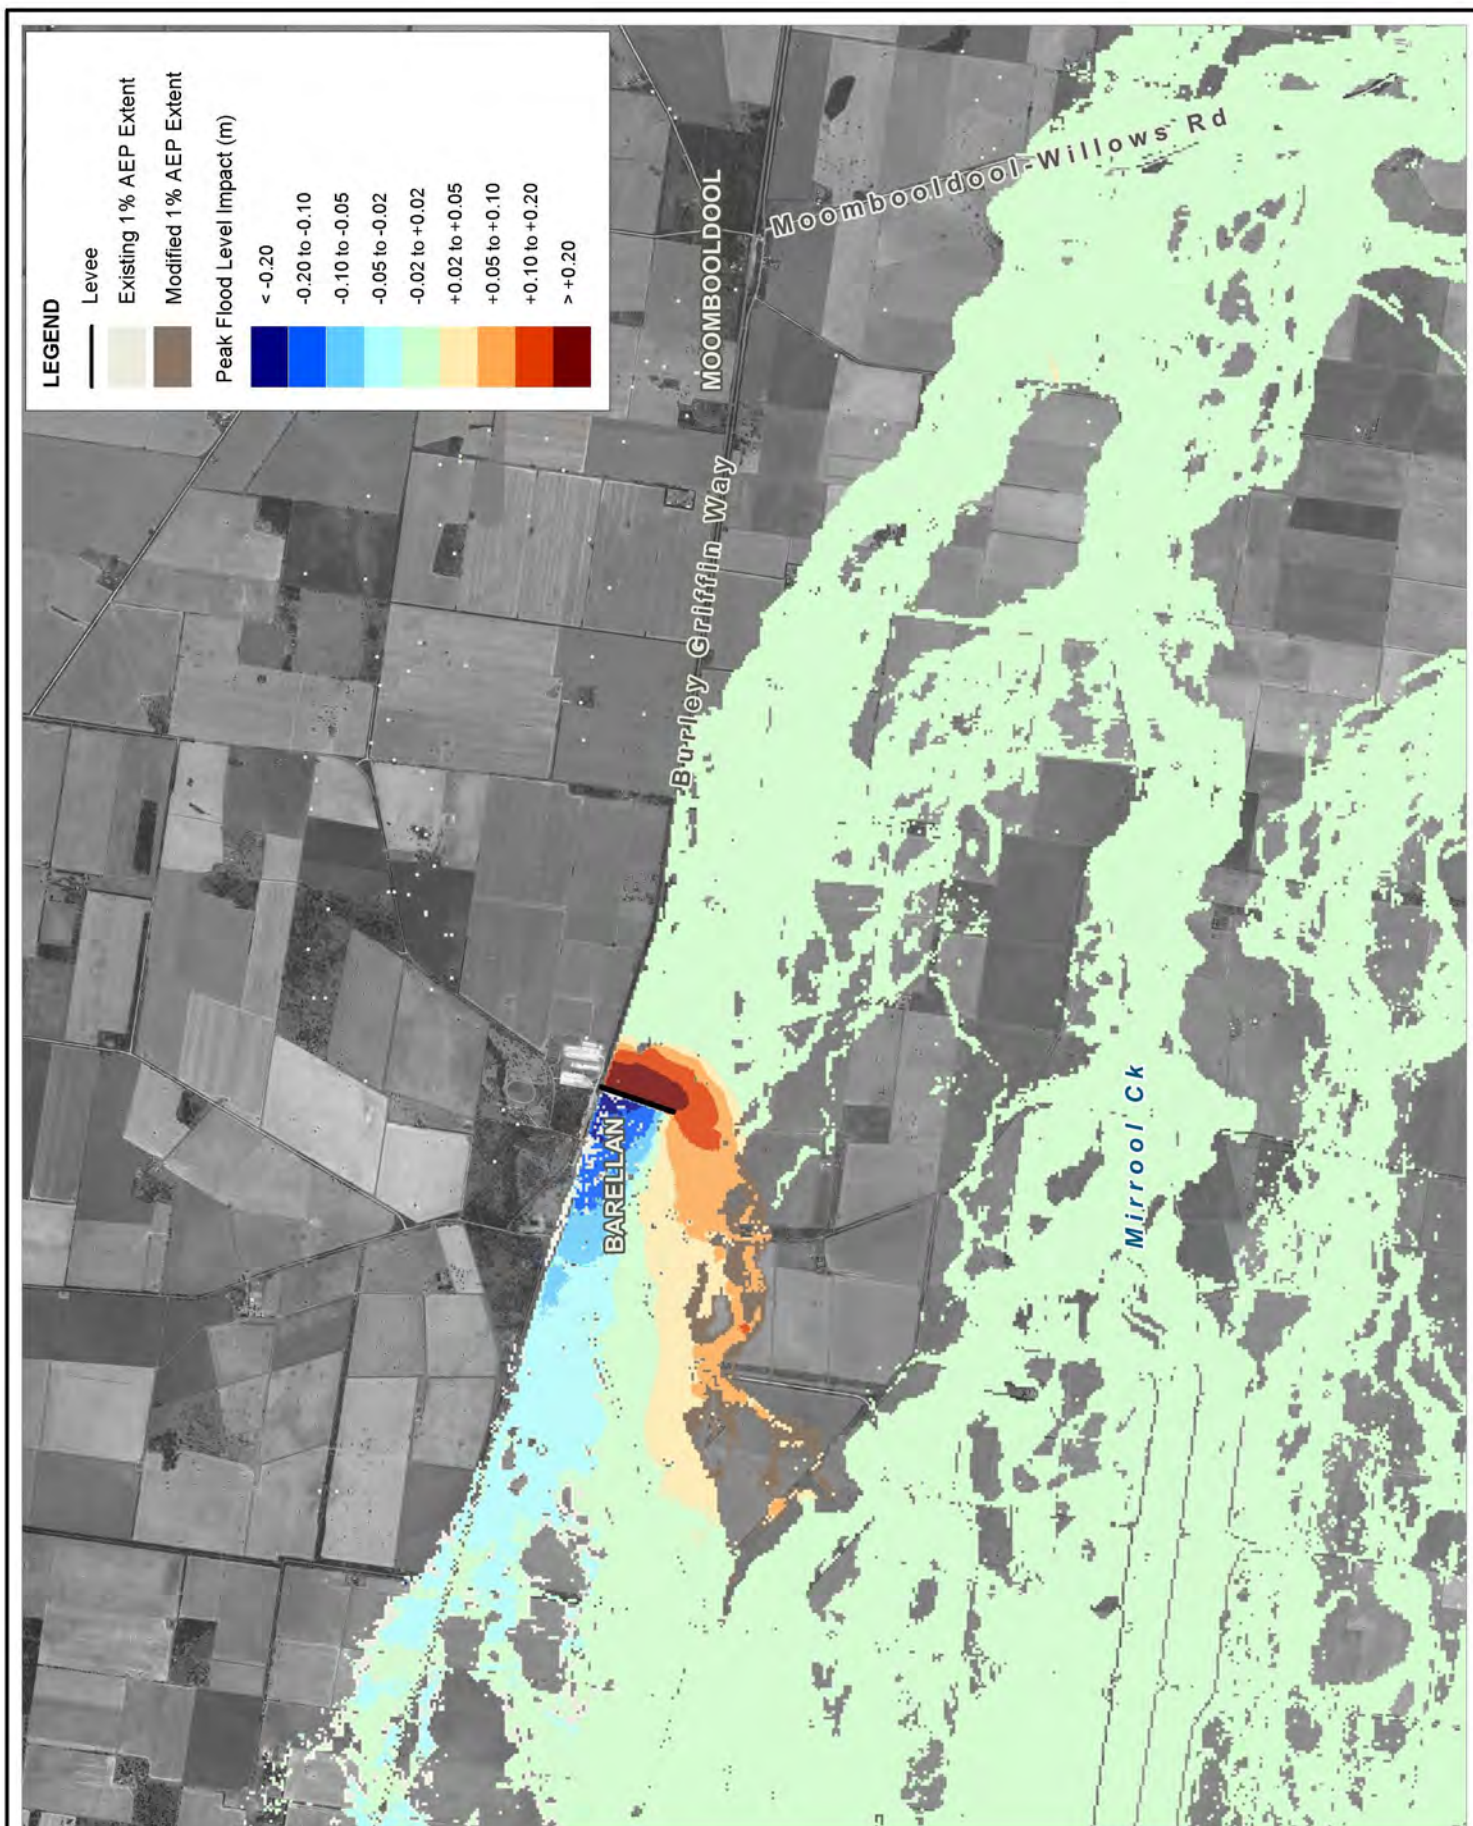 LEGEND
Levee
Existing 1% AEP Extent
Modified 1% AEP Extent
Peak Flood Level Impact (m)
< -0.20
-0.20 to -0.10
-0.10 to -0.05
-0.05 to -0.02
-0.02 to +0.02
+0.02 to +0.05
+0.05 to +0.10
+0.10 to +0.20
> +0.20
BARELLAN
Burley Griffin Way
MOOMBOOLDOOL
Moombooldool-Willows Rd
Mirrool Ck